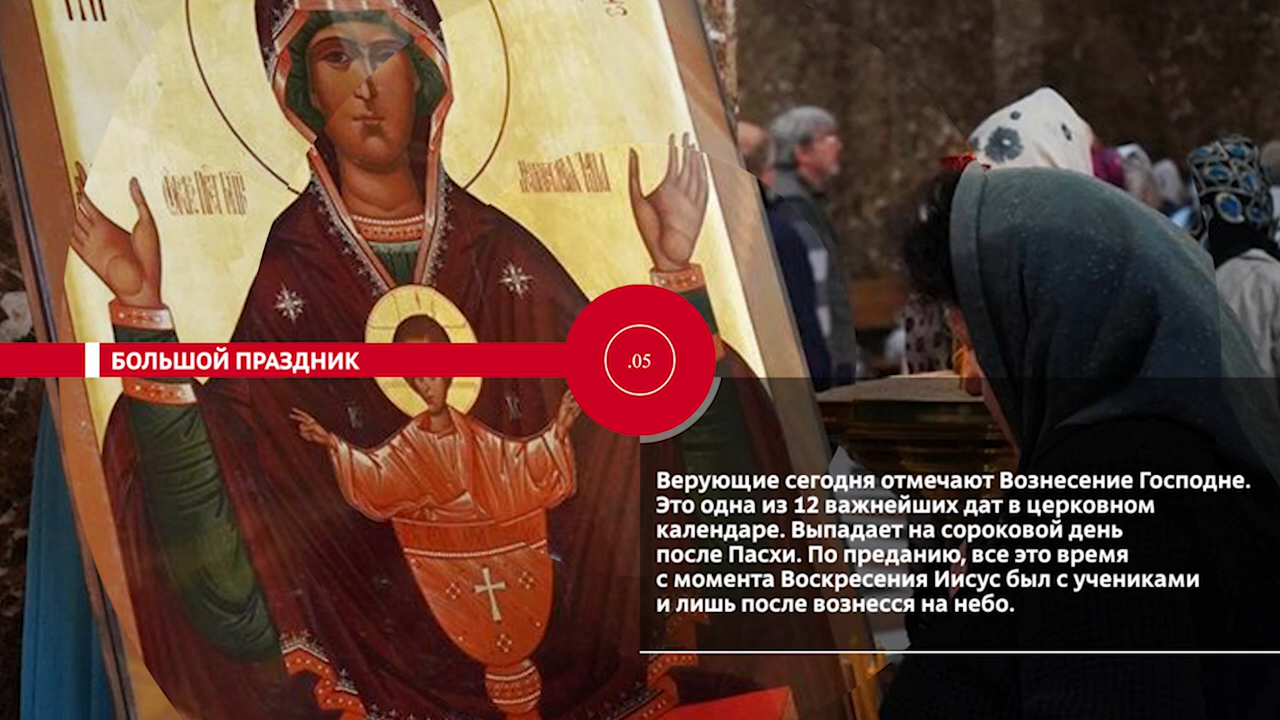 БОЛЬШОЙ ПРАЗДНИК
.05
Верующие сегодня отмечают Вознесение Господне.
Это одна из 12 важнейших дат в церковном
календаре. Выпадает на сороковой день
после Пасхи. По преданию, все это время
с момента Воскресения Иисус был с учениками
и лишь после вознесся на небо.